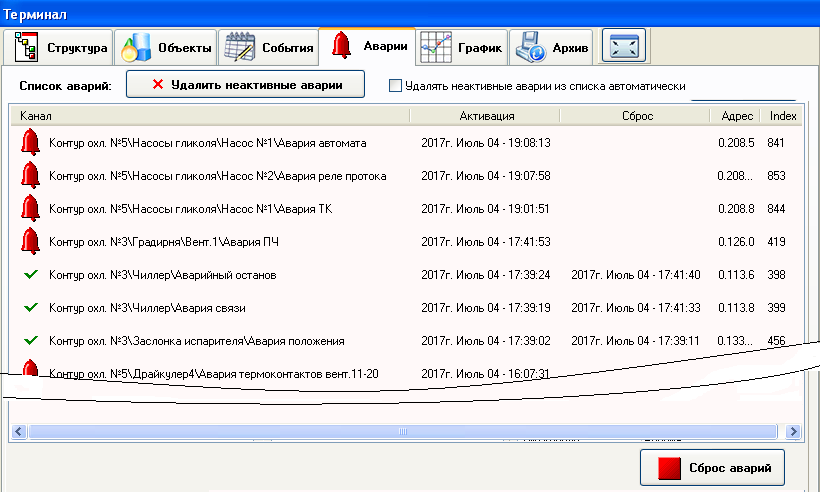 Терминал
Структура Объекты События Аварии График Архив
Список аварий: Удалить неактивные аварии Удалять неактивные аварии из списка автоматически
Канал Активация Сброс Адрес Index
Контур охл. №5\Насосы гликоля\Насос №1\Авария автомата 2017г. Июль 04 - 19:08:13 0.208.5 841
Контур охл. №5\Насосы гликоля\Насос №2\Авария реле протока 2017г. Июль 04 - 19:07:58 0.208... 853
Контур охл. №5\Насосы гликоля\Насос №1\Авария ТК 2017г. Июль 04 - 19:01:51 0.208.8 844
Контур охл. №3\Градирня\Вент.1\Авария ПЧ 2017г. Июль 04 - 17:41:53 0.126.0 419
Контур охл. №3\Чиллер\Аварийный останов 2017г. Июль 04 - 17:39:24 2017г. Июль 04 - 17:41:40 0.113.6 398
Контур охл. №3\Чиллер\Авария связи 2017г. Июль 04 - 17:39:19 2017г. Июль 04 - 17:41:33 0.113.8 399
Контур охл. №3\Заслонка испарителя\Авария положения 2017г. Июль 04 - 17:39:02 2017г. Июль 04 - 17:39:11 0.133... 456
Контур охл. №5\Драйкулер4\Авария термоконтактов вент.11-20 2017г. Июль 04 - 16:07:31
Сброс аварий